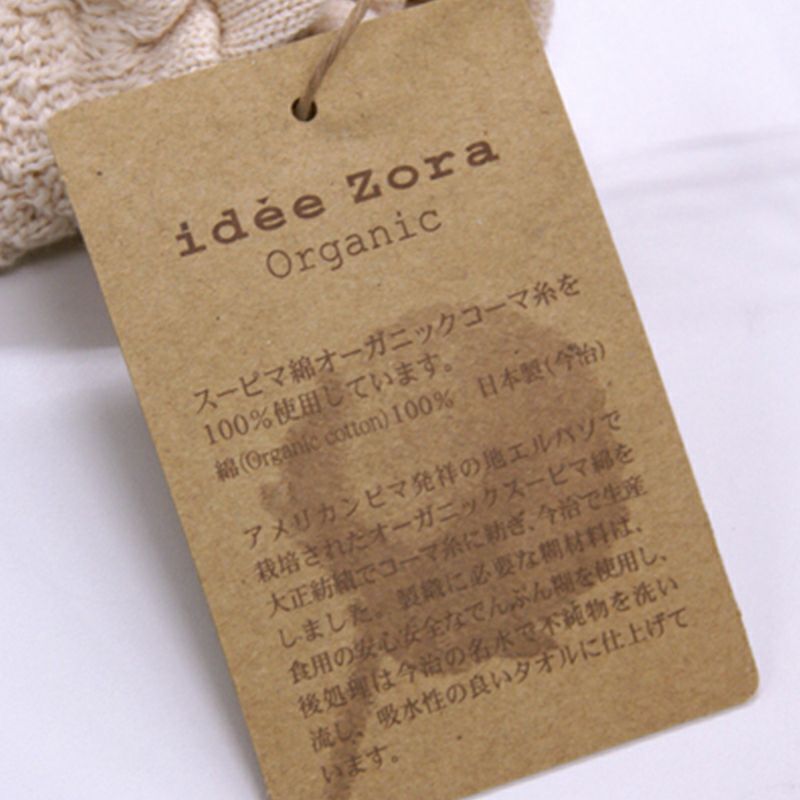 idée Zora
Organic
スーピマ綿オーガニックコーマ糸を
100%使用しています。
綿(Organic cotton)100% 日本製(今治)
アメリカンピマ発祥の地エルパソで
栽培されたオーガニックスーピマ綿を
大正紡績でコーマ糸に紡ぎ、今治で生産
しました。製織に必要な糊材料は、
食用の安心安全なでんぷん糊を使用し、
後処理は今治の名水で不純物を洗い
流し、吸水性の良いタオルに仕上げて
います。